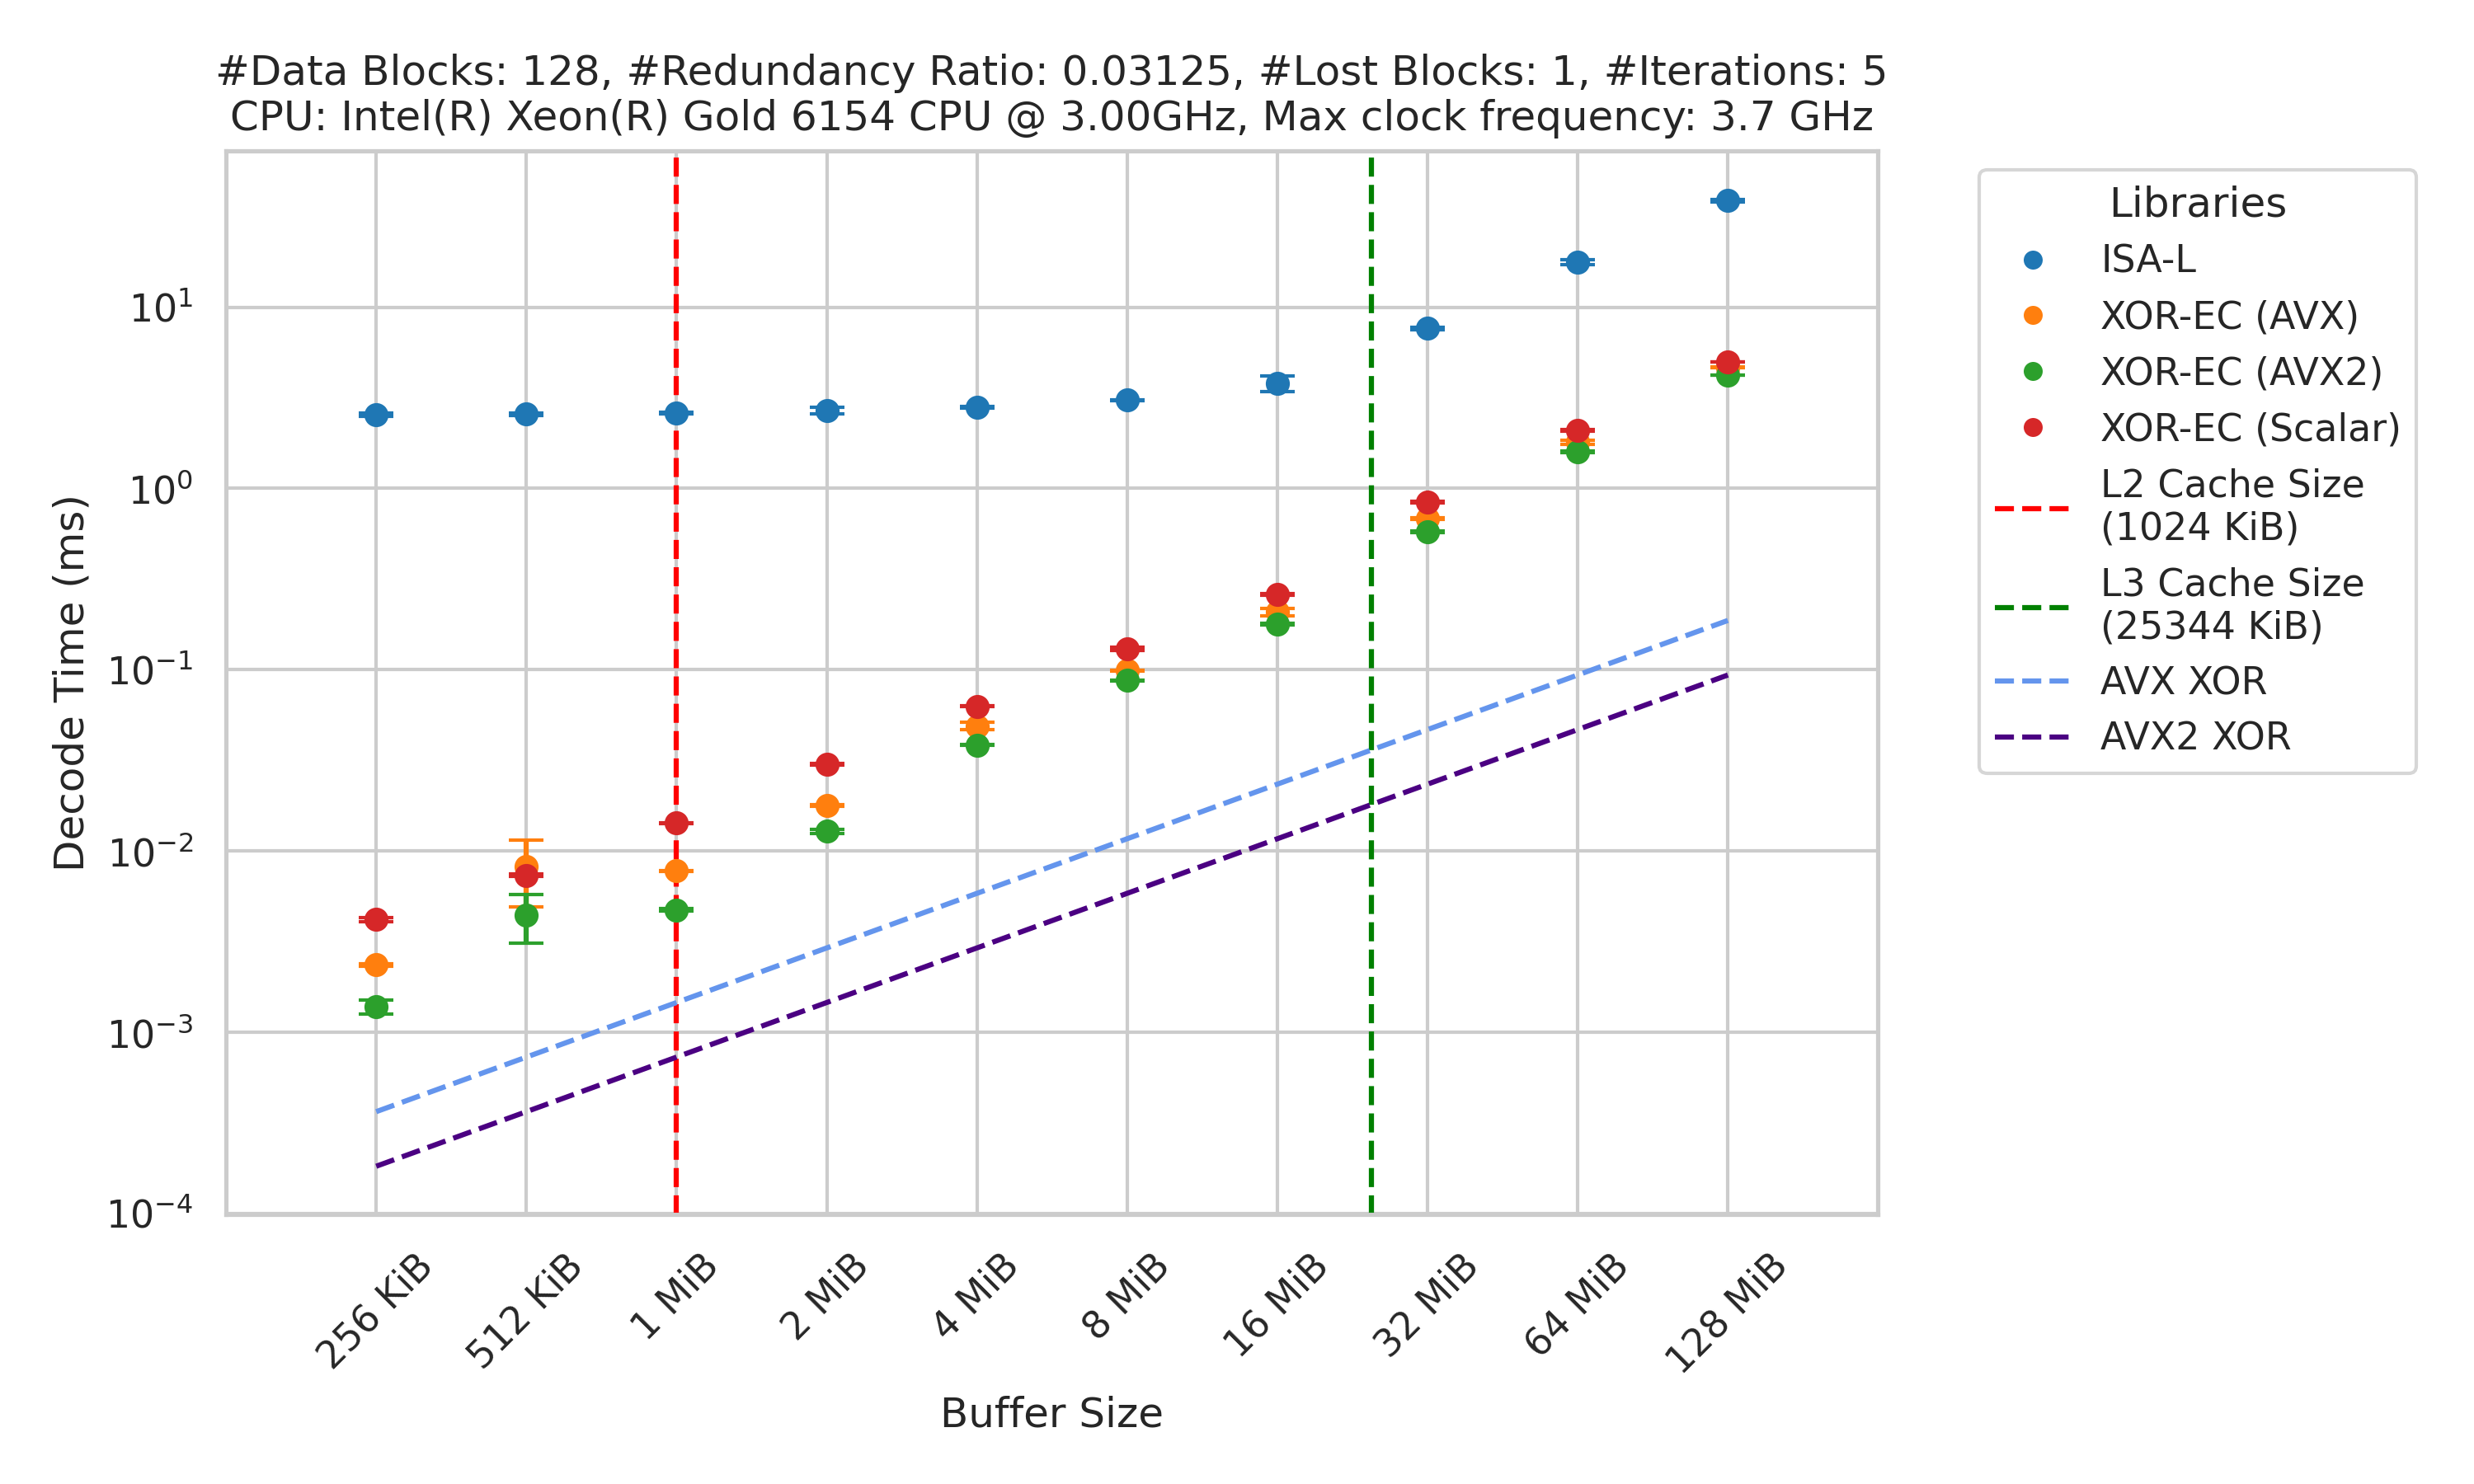 #Data Blocks: 128, #Redundancy Ratio: 0.03125, #Lost Blocks: 1, #Iterations: 5
CPU: Intel(R) Xeon(R) Gold 6154 CPU @ 3.00GHz, Max clock frequency: 3.7 GHz
Decode Time (ms)
10¹
10⁰
10⁻¹
10⁻²
10⁻³
10⁻⁴
256 KiB
512 KiB
1 MiB
2 MiB
4 MiB
8 MiB
16 MiB
32 MiB
64 MiB
128 MiB
Buffer Size
Libraries
ISA-L
XOR-EC (AVX)
XOR-EC (AVX2)
XOR-EC (Scalar)
L2 Cache Size
(1024 KiB)
L3 Cache Size
(25344 KiB)
AVX XOR
AVX2 XOR